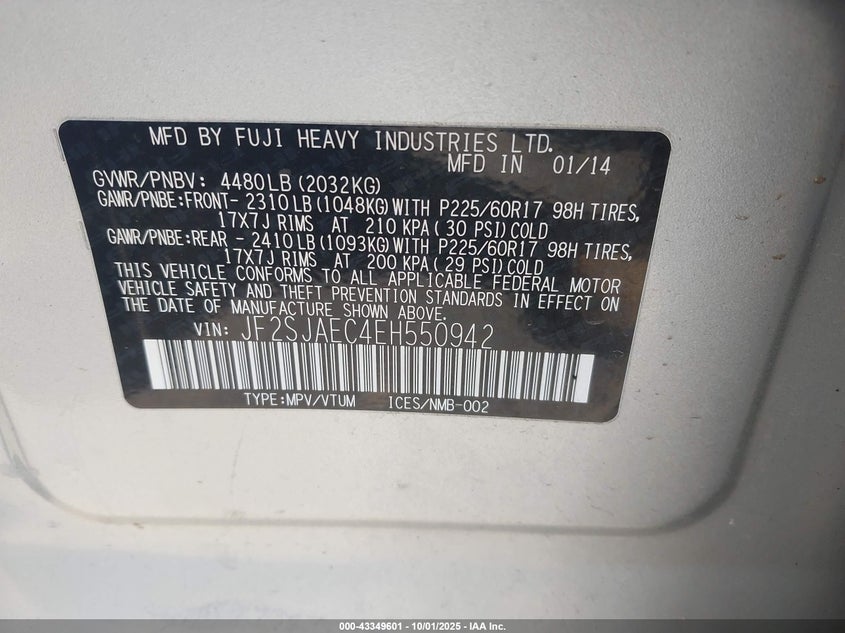 MFD BY FUJI HEAVY INDUSTRIES LTD.
MFD IN 01/14
GVWR/PNBV: 4480LB(2032KG)
GAWR/PNBE:FRONT-2310LB(1048KG)WITH P225/60R17 98H TIRES,
17X7J RIMS AT 210 KPA( 30 PSI)COLD
GAWR/PNBE:REAR -2410LB(1093KG)WITH P225/60R17 98H TIRES,
17X7J RIMS AT 200 KPA( 29 PSI)COLD
THIS VEHICLE CONFORMS TO ALL APPLICABLE FEDERAL MOTOR
VEHICLE SAFETY AND THEFT PREVENTION STANDARDS IN EFFECT ON
THE DATE OF MANUFACTURE SHOWN ABOVE.
VIN: JF2SJAEC4EH550942
TYPE:MPV/VTUM ICES/NMB-002
000-43349601 - 10/01/2025 - IAA Inc.